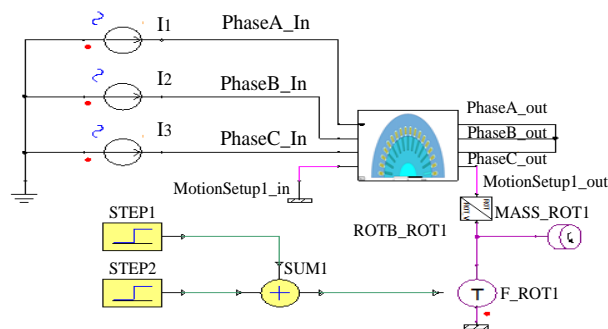 I1
PhaseA_In
I2
PhaseB_In
PhaseA_out
PhaseB_out
I3
PhaseC_In
PhaseC_out
MotionSetup1_in
MotionSetup1_out
MASS_ROT1
STEP1
ROTB_ROT1
STEP2
SUM1
T
F_ROT1